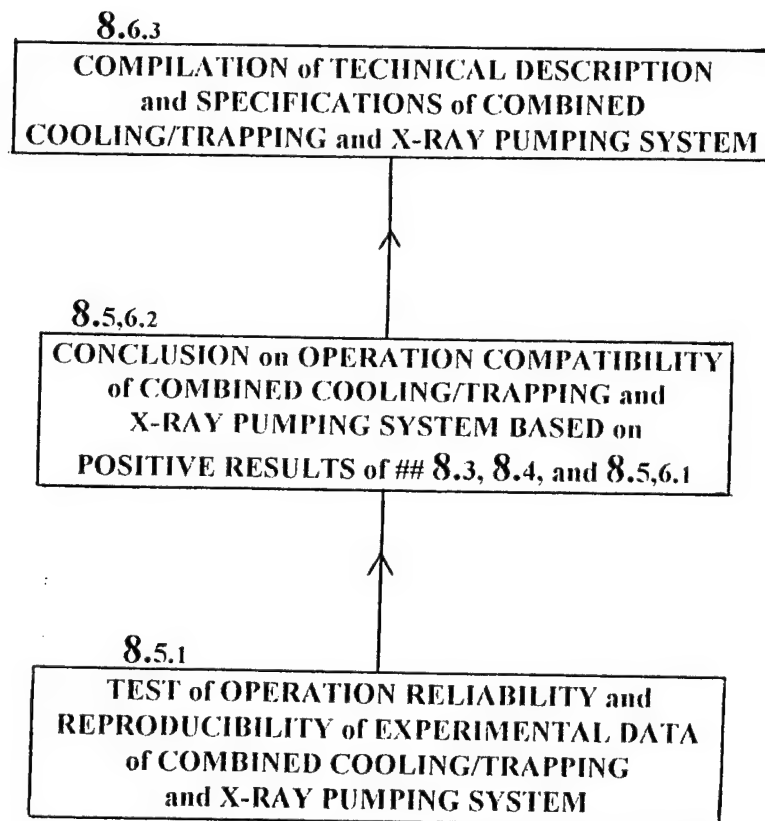 8.6.3
COMPILATION of TECHNICAL DESCRIPTION
and SPECIFICATIONS of COMBINED
COOLING/TRAPPING and X-RAY PUMPING SYSTEM
8.5,6.2
CONCLUSION on OPERATION COMPATIBILITY
of COMBINED COOLING/TRAPPING and
X-RAY PUMPING SYSTEM BASED on
POSITIVE RESULTS of ## 8.3, 8.4, and 8.5,6.1
8.5.1
TEST of OPERATION RELIABILITY and
REPRODUCIBILITY of EXPERIMENTAL DATA
of COMBINED COOLING/TRAPPING
and X-RAY PUMPING SYSTEM